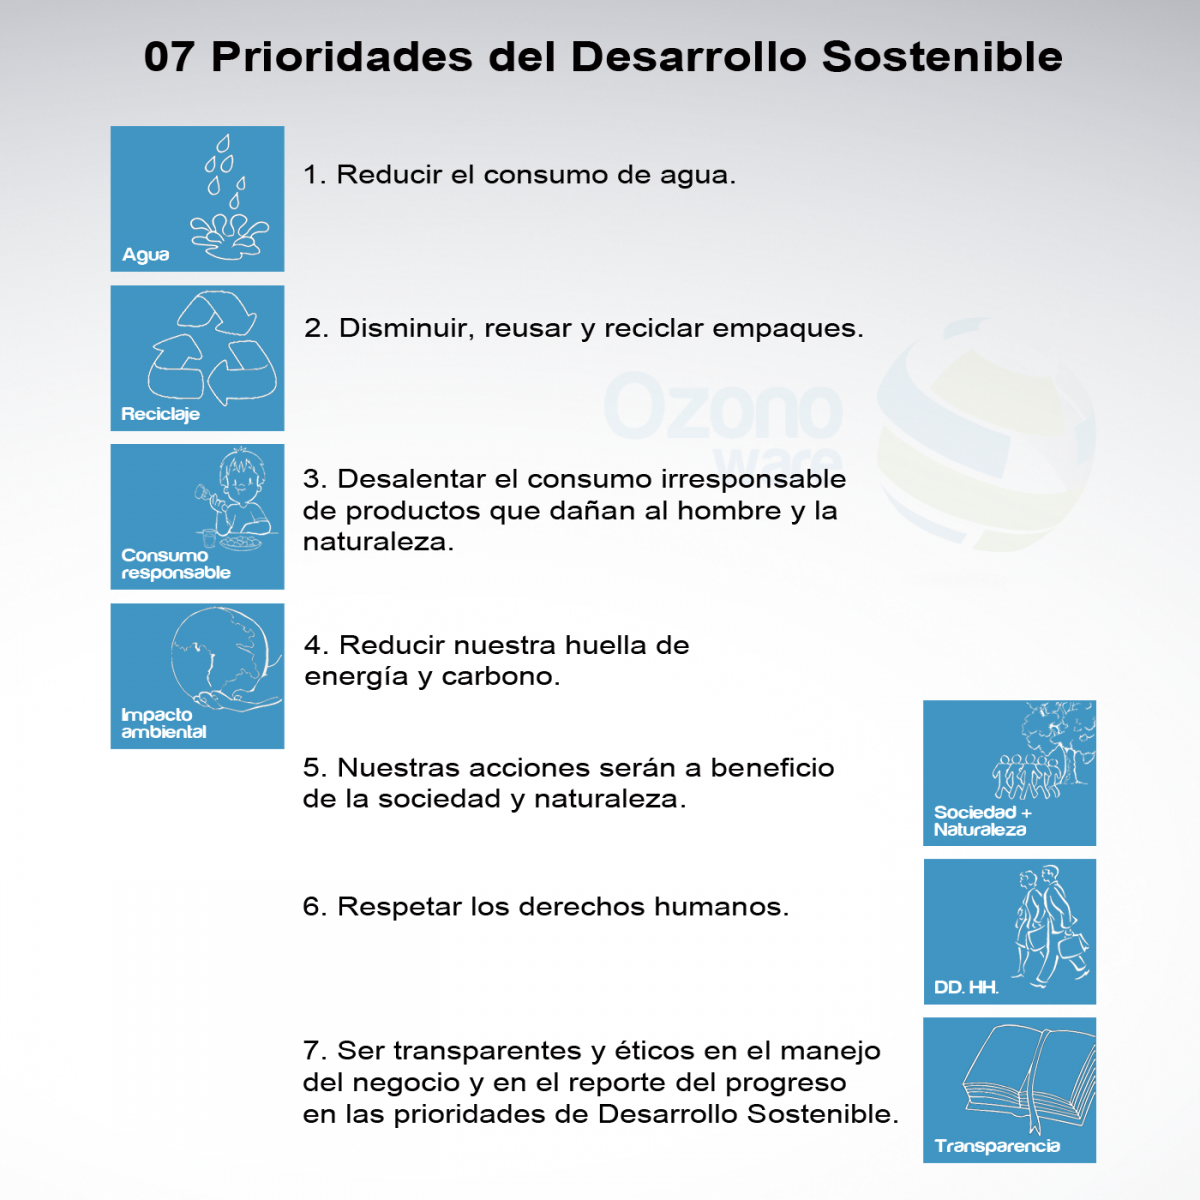 07 Prioridades del Desarrollo Sostenible
Agua
1. Reducir el consumo de agua.
Reciclaje
2. Disminuir, reusar y reciclar empaques.
Ozono
ware
Consumo
responsable
3. Desalentar el consumo irresponsable
de productos que dañan al hombre y la
naturaleza.
Impacto
ambiental
4. Reducir nuestra huella de
energía y carbono.
5. Nuestras acciones serán a beneficio
de la sociedad y naturaleza.
Sociedad +
Naturaleza
6. Respetar los derechos humanos.
DD. HH.
7. Ser transparentes y éticos en el manejo
del negocio y en el reporte del progreso
en las prioridades de Desarrollo Sostenible.
Transparencia